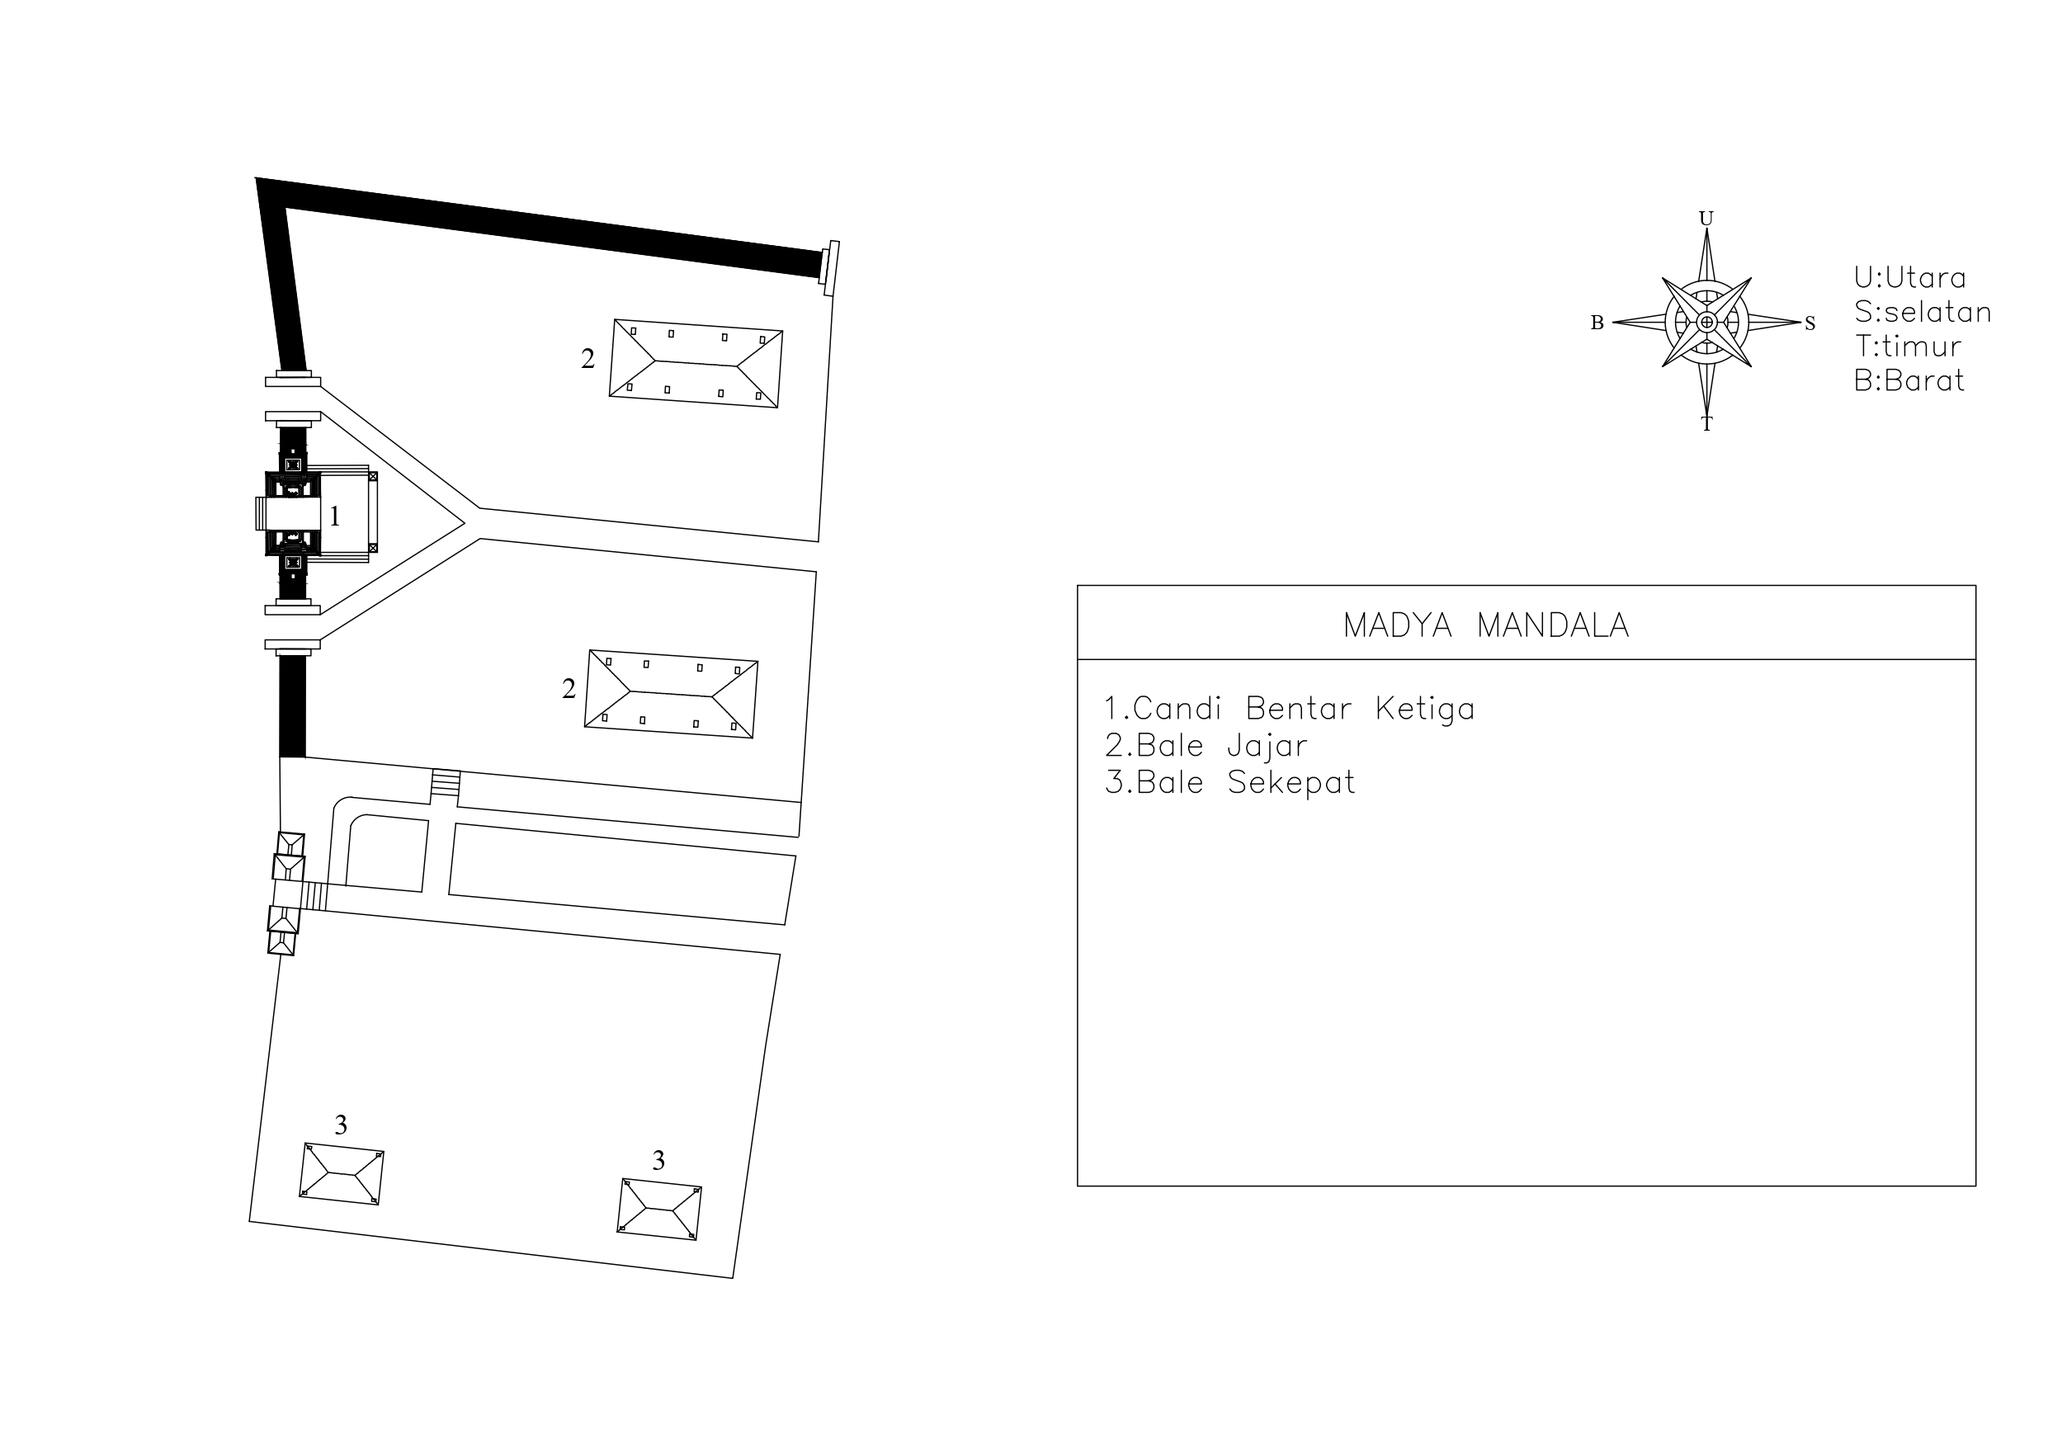 U
B
S
T
U:Utara
S:selatan
T:timur
B:Barat
2
1
2
3
3
MADYA MANDALA
1.Candi Bentar Ketiga
2.Bale Jajar
3.Bale Sekepat